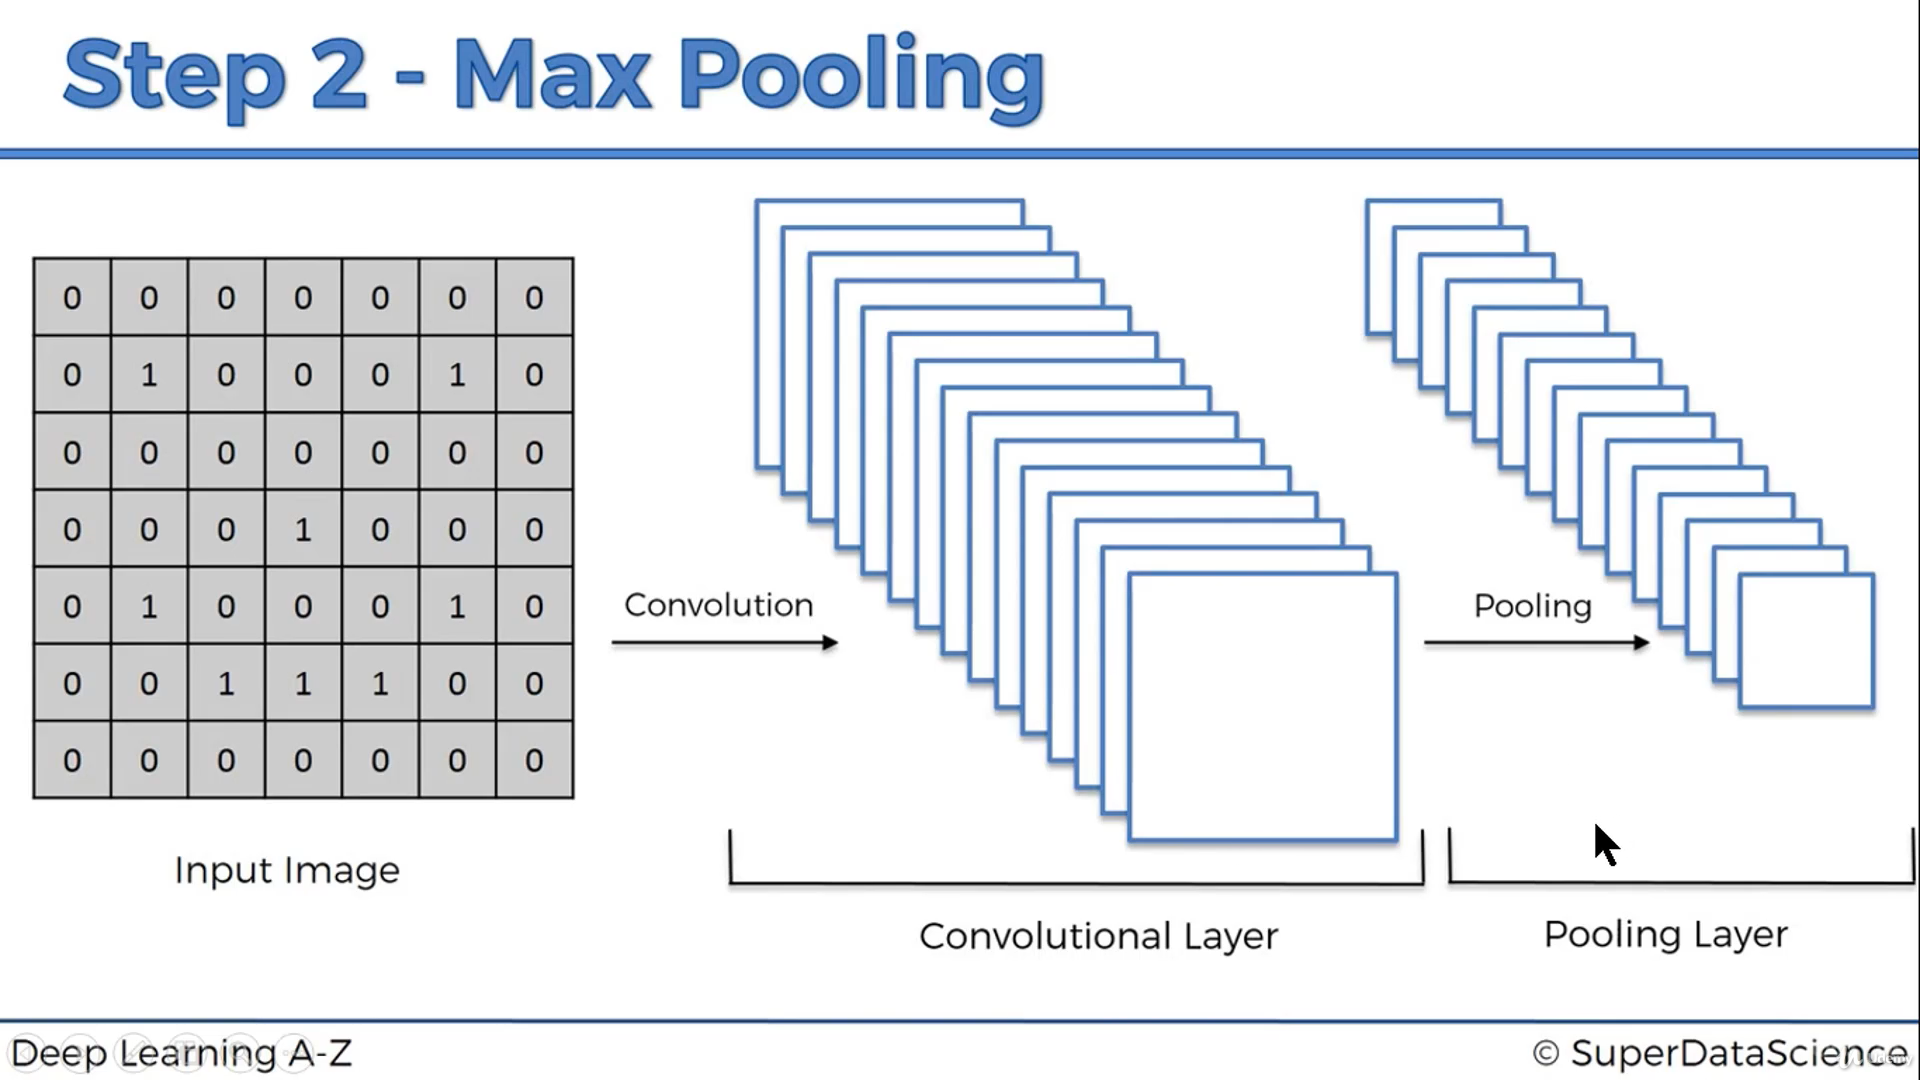 Step 2 - Max Pooling
0 0 0 0 0 0 0
0 1 0 0 0 1 0
0 0 0 0 0 0 0
0 0 0 1 0 0 0
0 1 0 0 0 1 0
0 0 1 1 1 0 0
0 0 0 0 0 0 0
Convolution
Pooling
Input Image
Convolutional Layer
Pooling Layer
Deep Learning A-Z
© SuperDataScience